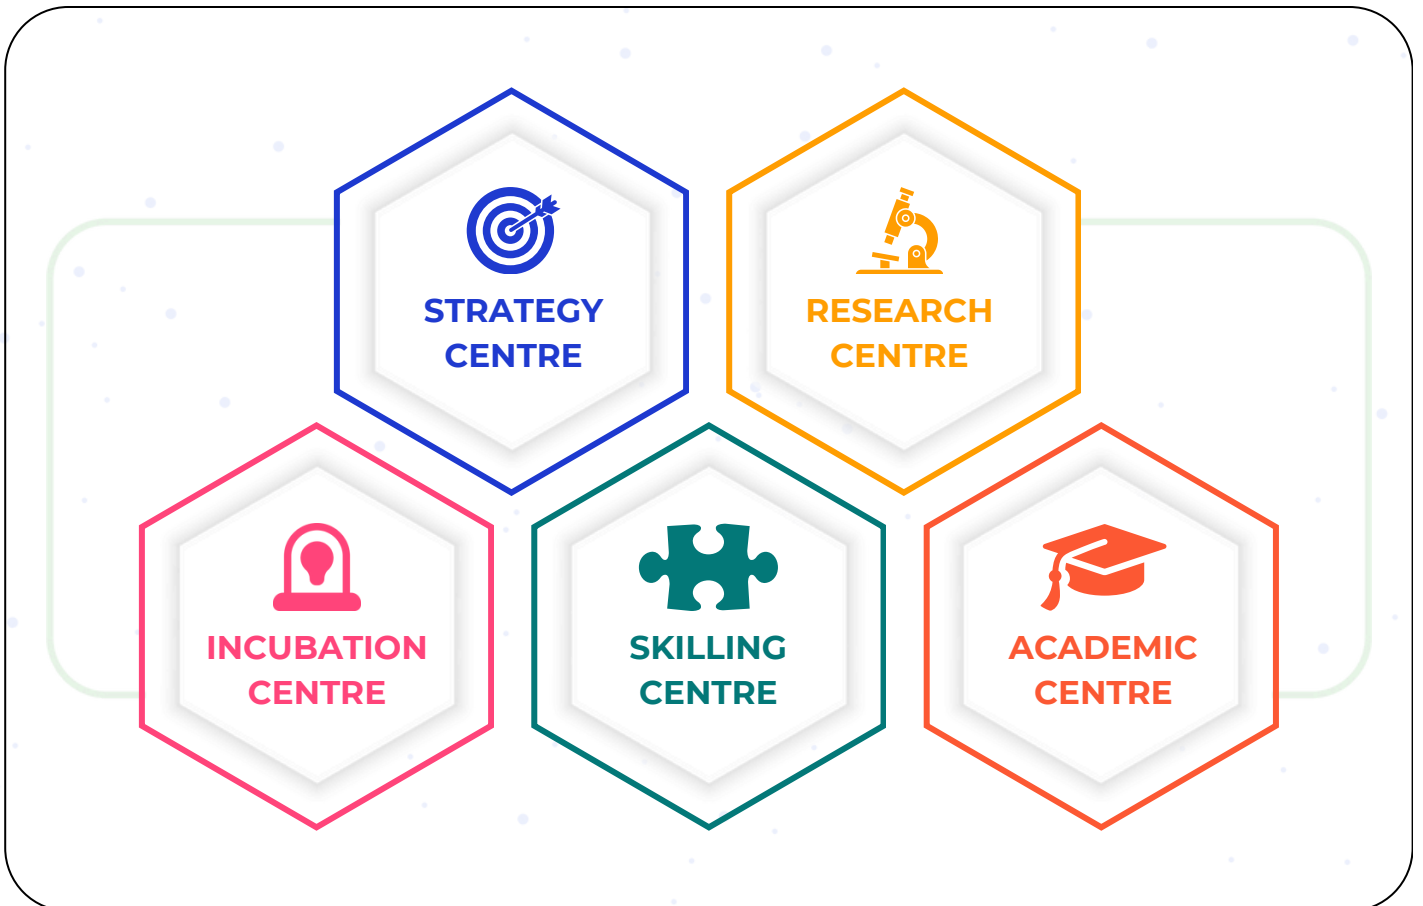 STRATEGY
CENTRE
RESEARCH
CENTRE
INCUBATION
CENTRE
SKILLING
CENTRE
ACADEMIC
CENTRE